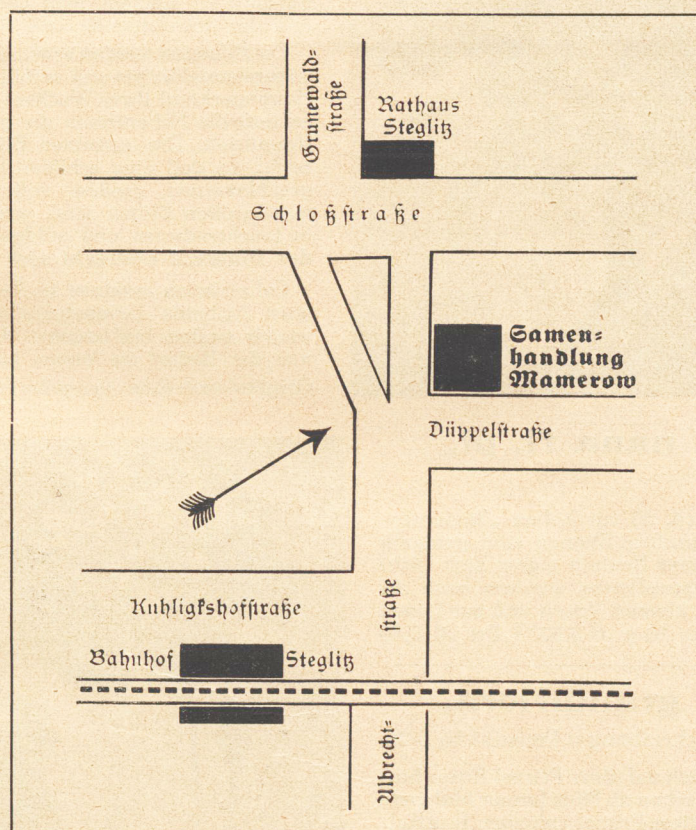 Grunewald=
straße
Rathaus
Steglitz
Schloßstraße
Samen=
handlung
Mamerow
Düppelstraße
Kuhligkshofstraße
straße
Bahnhof Steglitz
Albrecht=